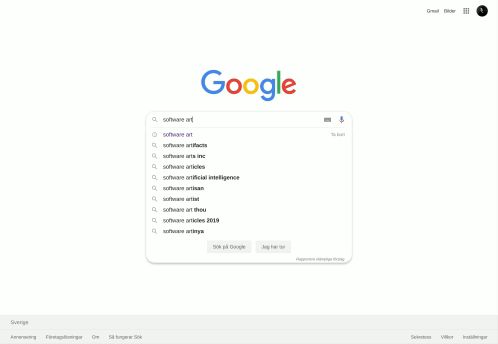 Gmail Bilder
Google
software art
software art Ta bort
software artifacts
software arts inc
software articles
software artificial intelligence
software artisan
software artist
software art thou
software articles 2019
software artinya
Sök på Google Jag har tur
Rapportera olämpliga förslag
Sverige
Annonsering Företagslösningar Om Så fungerar Sök Sekretess Villkor Inställningar